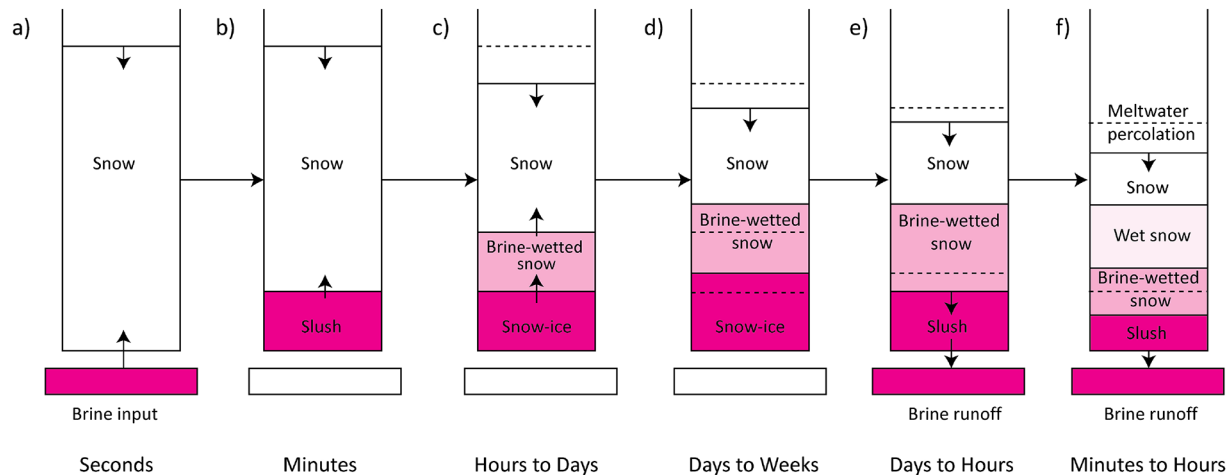 a)
b)
c)
d)
e)
f)
Snow
Brine input
Seconds
Snow
Slush
Minutes
Snow
Brine-wetted
snow
Snow-ice
Hours to Days
Snow
Brine-wetted
snow
Snow-ice
Days to Weeks
Snow
Brine-wetted
snow
Slush
Brine runoff
Days to Hours
Meltwater
percolation
Snow
Wet snow
Brine-wetted
snow
Slush
Brine runoff
Minutes to Hours